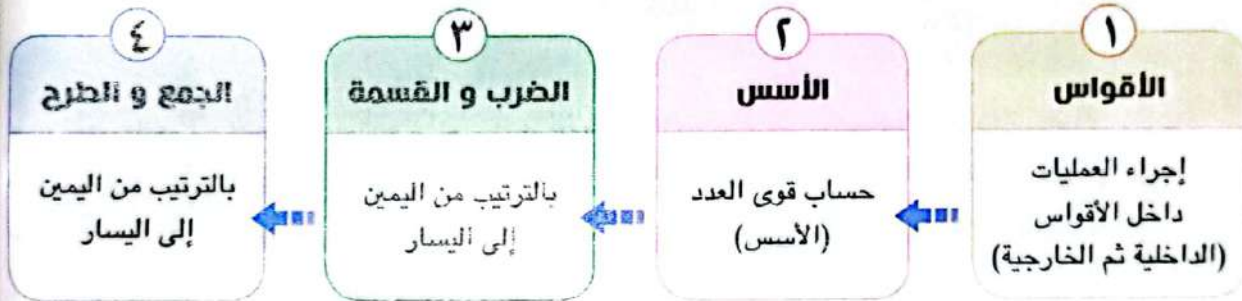 ١
الأقواس
إجراء العمليات
داخل الأقواس
(الداخلية ثم الخارجية)
٢
الأسس
حساب قوى العدد
(الأسس)
٣
الضرب و القسمة
بالترتيب من اليمين
إلى اليسار
٤
الجمع و الطرح
بالترتيب من اليمين
إلى اليسار